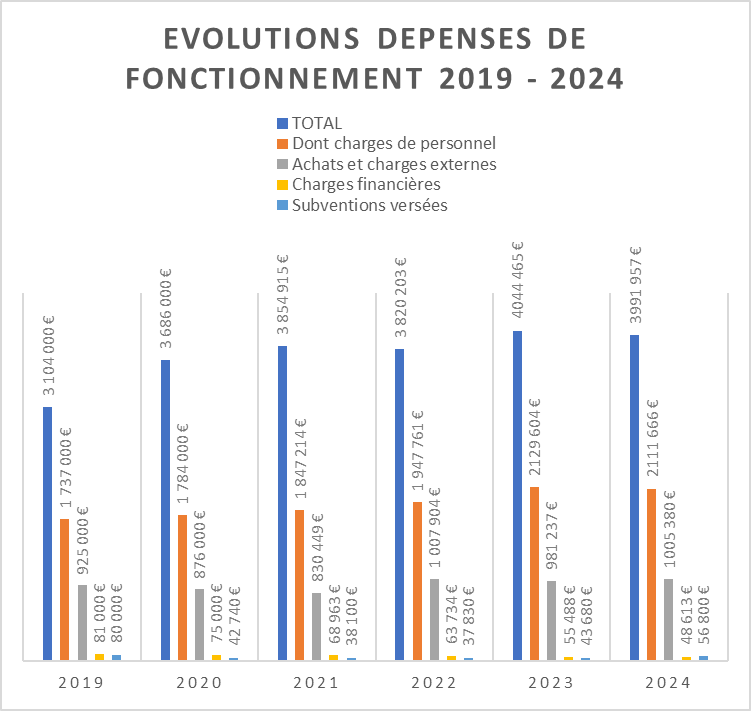 EVOLUTIONS DEPENSES DE
FONCTIONNEMENT 2019 - 2024
TOTAL
Dont charges de personnel
Achats et charges externes
Charges financières
Subventions versées
3 104 000 €
1 737 000 €
925 000 €
81 000 €
80 000 €
3 686 000 €
1 784 000 €
876 000 €
75 000 €
42 740 €
3 854 915 €
1 847 214 €
830 449 €
68 963 €
38 100 €
3 820 203 €
1 947 761 €
1 007 904 €
63 734 €
37 830 €
4044 465 €
2129 604 €
981 237 €
55 488 €
43 680 €
3991 957 €
2111 666 €
1005 380 €
48 613 €
56 800 €
2019
2020
2021
2022
2023
2024